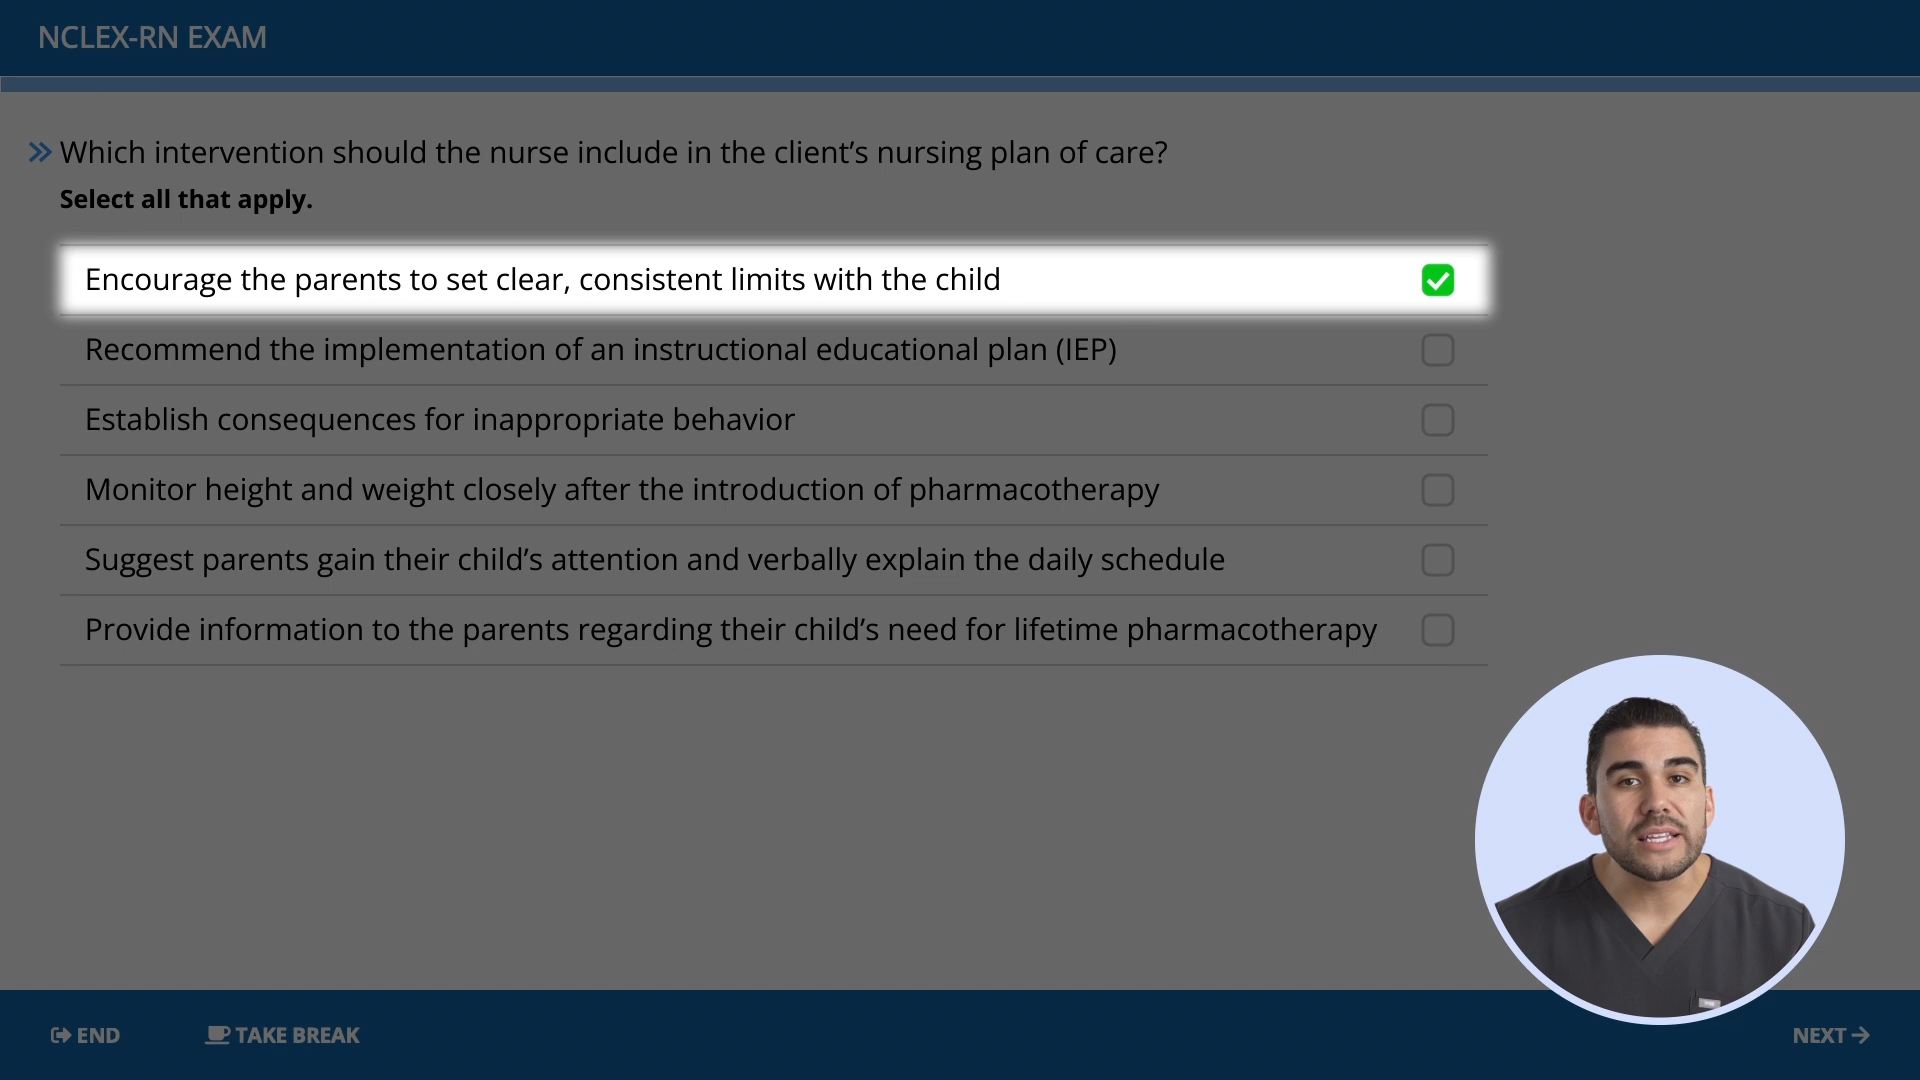 NCLEX-RN EXAM
Which intervention should the nurse include in the client’s nursing plan of care?
Select all that apply.
Encourage the parents to set clear, consistent limits with the child
Recommend the implementation of an instructional educational plan (IEP)
Establish consequences for inappropriate behavior
Monitor height and weight closely after the introduction of pharmacotherapy
Suggest parents gain their child’s attention and verbally explain the daily schedule
Provide information to the parents regarding their child’s need for lifetime pharmacotherapy
END
TAKE BREAK
NEXT